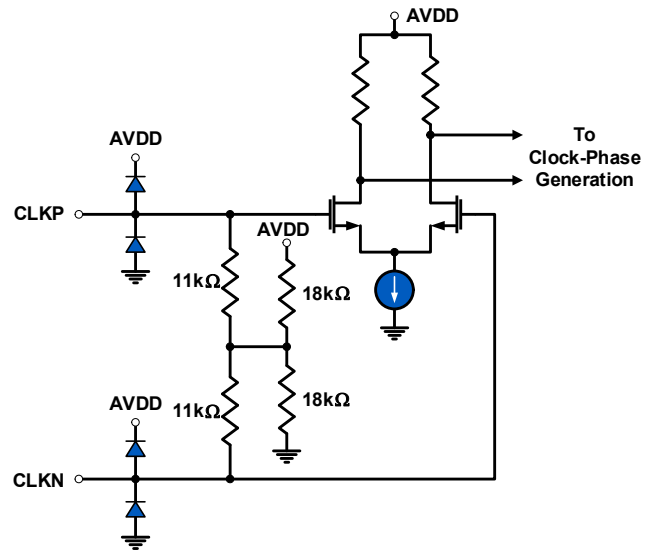 AVDD
To
Clock-Phase
Generation
AVDD
CLKP
AVDD
11kΩ
18kΩ
11kΩ
18kΩ
AVDD
CLKN